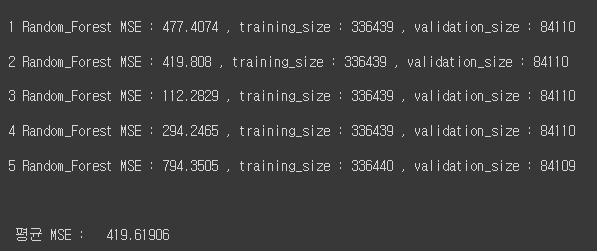 1 Random_Forest MSE : 477.4074 , training_size : 336439 , validation_size : 84110
2 Random_Forest MSE : 419.808 , training_size : 336439 , validation_size : 84110
3 Random_Forest MSE : 112.2829 , training_size : 336439 , validation_size : 84110
4 Random_Forest MSE : 294.2465 , training_size : 336439 , validation_size : 84110
5 Random_Forest MSE : 794.3505 , training_size : 336440 , validation_size : 84109
평균 MSE : 419.61906